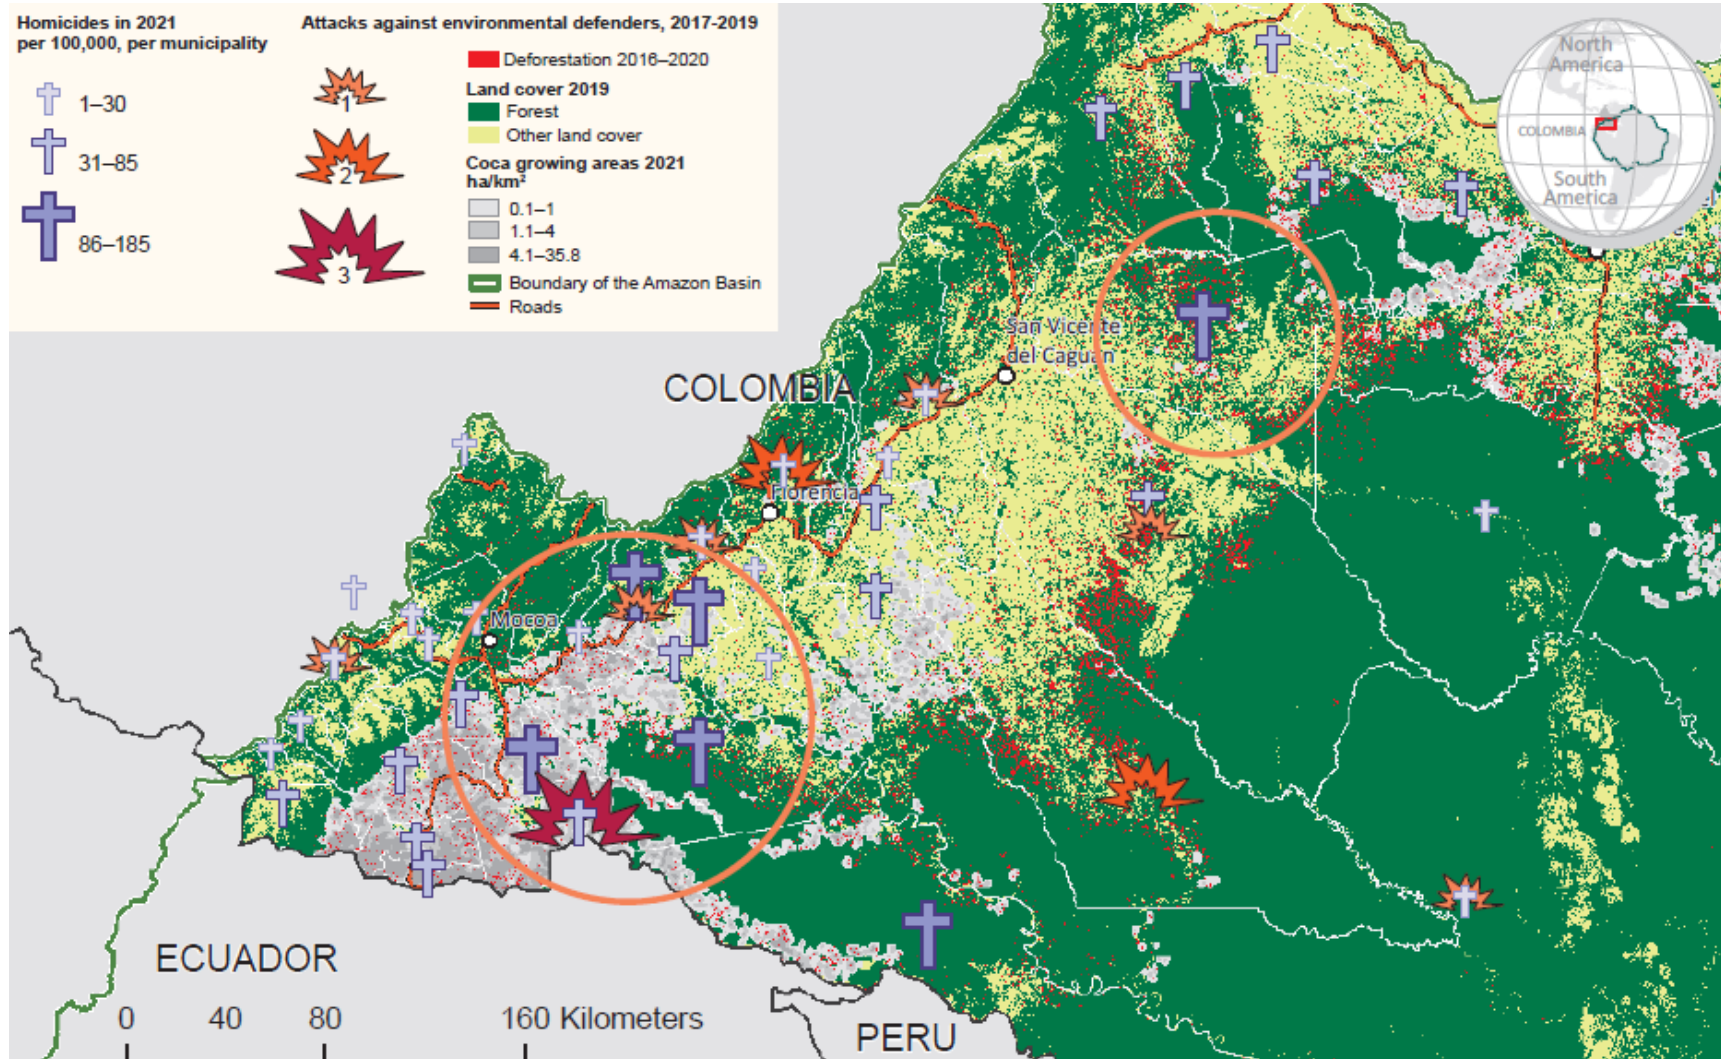 Homicides in 2021
per 100,000, per municipality
1–30
31–85
86–185
Attacks against environmental defenders, 2017-2019
1
2
3
Deforestation 2016–2020
Land cover 2019
Forest
Other land cover
Coca growing areas 2021
ha/km²
0.1–1
1.1–4
4.1–35.8
Boundary of the Amazon Basin
Roads
North
America
COLOMBIA
South
America
San Vicente
del Caguan
COLOMBIA
Florencia
Mocoa
ECUADOR
PERU
0 40 80 160 Kilometers